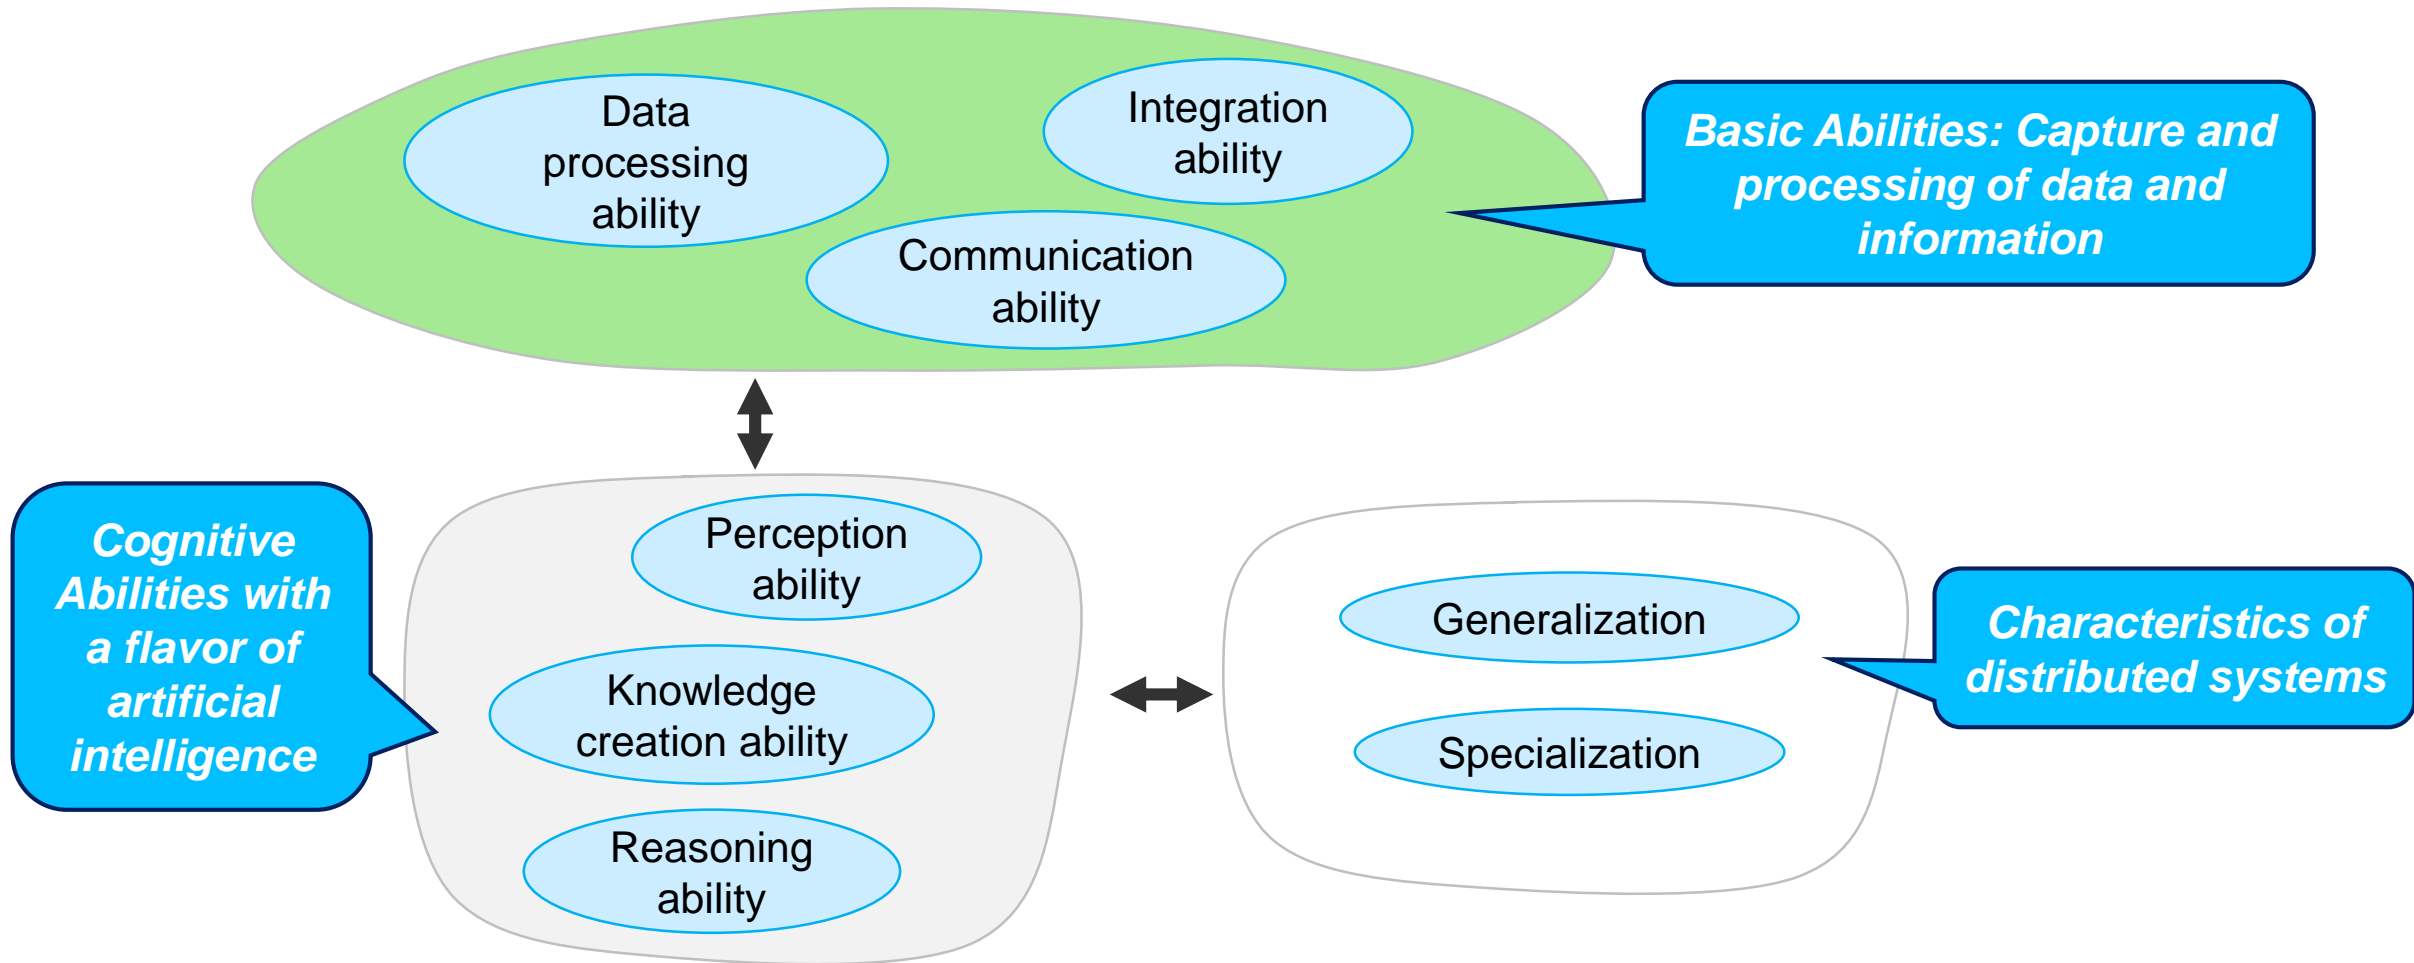 Data
processing
ability
Integration
ability
Communication
ability
Basic Abilities: Capture and
processing of data and
information
Cognitive
Abilities with
a flavor of
artificial
intelligence
Perception
ability
Knowledge
creation ability
Reasoning
ability
Generalization
Specialization
Characteristics of
distributed systems